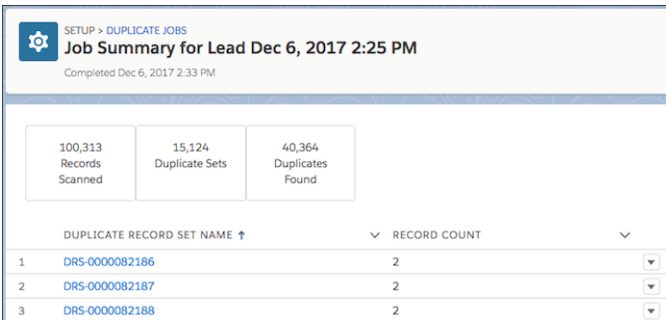 SETUP > DUPLICATE JOBS
Job Summary for Lead Dec 6, 2017 2:25 PM
Completed Dec 6, 2017 2:33 PM
100,313 15,124 40,364
Records Duplicate Sets Duplicates
Scanned Found
DUPLICATE RECORD SET NAME ↑ RECORD COUNT
1 DRS-0000082186 2
2 DRS-0000082187 2
3 DRS-0000082188 2